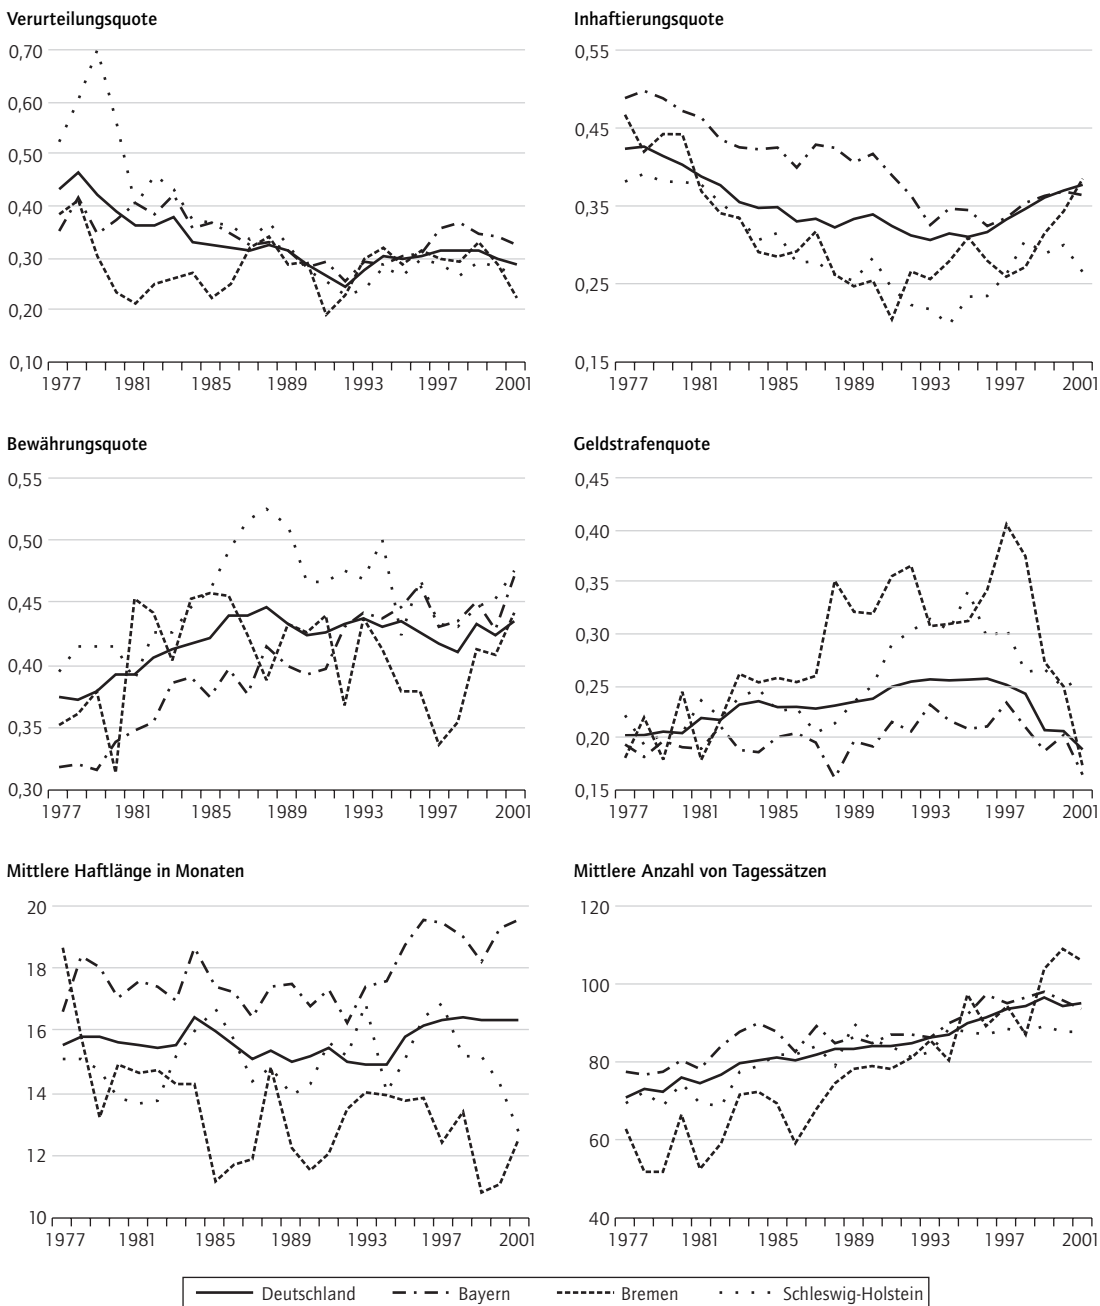 Verurteilungsquote
0,70
0,60
0,50
0,40
0,30
0,20
0,10
1977 1981 1985 1989 1993 1997 2001
Inhaftierungsquote
0,55
0,45
0,35
0,25
0,15
1977 1981 1985 1989 1993 1997 2001
Bewährungsquote
0,55
0,50
0,45
0,40
0,35
0,30
1977 1981 1985 1989 1993 1997 2001
Geldstrafenquote
0,45
0,40
0,35
0,30
0,25
0,20
0,15
1977 1981 1985 1989 1993 1997 2001
Mittlere Haftlänge in Monaten
20
18
16
14
12
10
1977 1981 1985 1989 1993 1997 2001
Mittlere Anzahl von Tagessätzen
120
100
80
60
40
1977 1981 1985 1989 1993 1997 2001
Deutschland Bayern Bremen Schleswig-Holstein